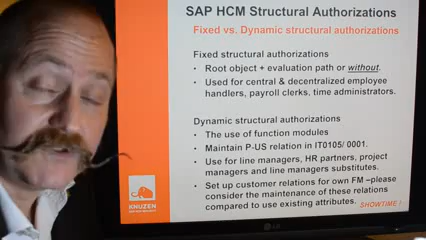 SAP HCM Structural Authorizations
Fixed vs. Dynamic structural authorizations
Fixed structural authorizations
• Root object + evaluation path or without.
• Used for central & decentralized employee
handlers, payroll clerks, time administrators.
Dynamic structural authorizations
• The use of function modules
• Maintain P-US relation in IT0105/ 0001.
• Use for line managers, HR partners, project
managers and line managers substitutes.
• Set up customer relations for own FM –please
consider the maintenance of these relations
compared to use existing attributes.
SHOWTIME !
KNUZEN
LG